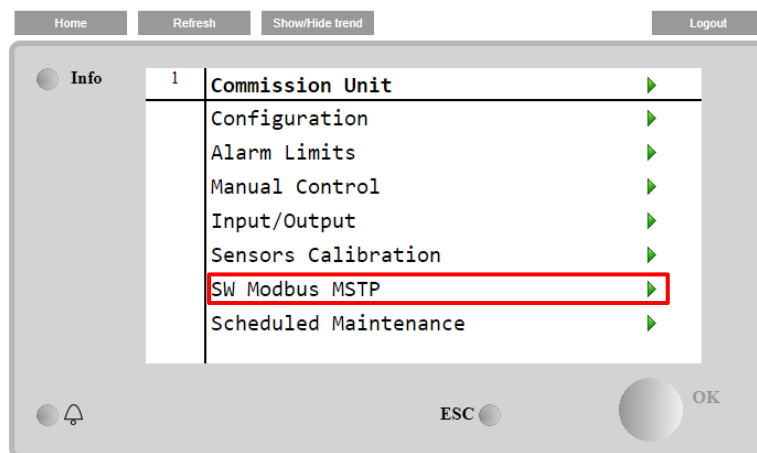 Home Refresh Show/Hide trend Logout
Info 1 Commission Unit
Configuration
Alarm Limits
Manual Control
Input/Output
Sensors Calibration
SW Modbus MSTP
Scheduled Maintenance
ESC OK